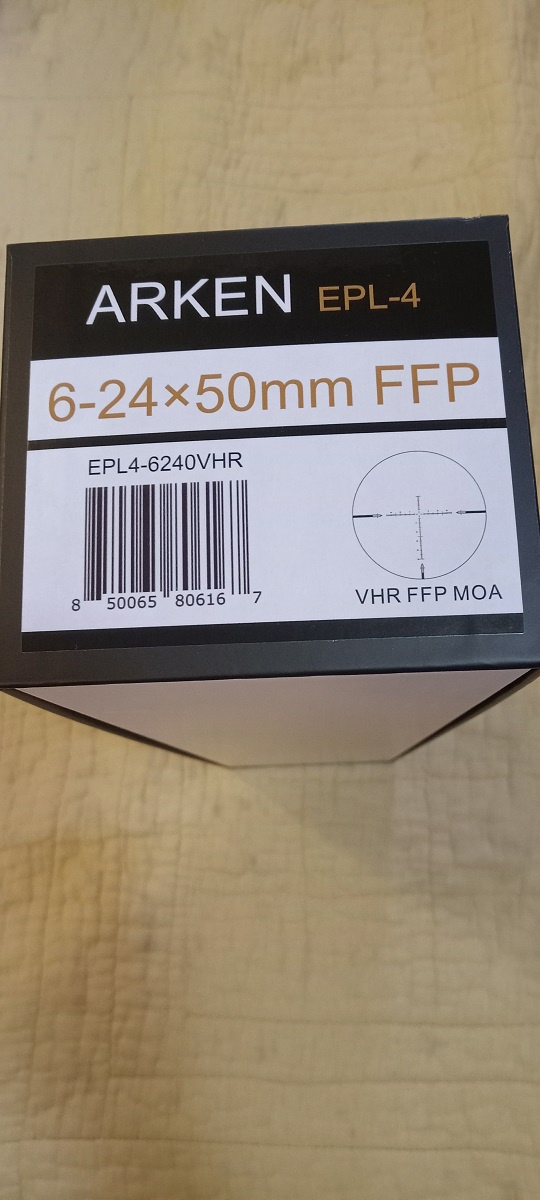 ARKEN EPL-4
6-24×50mm FFP
EPL4-6240VHR
8 50065 80616 7
VHR FFP MOA